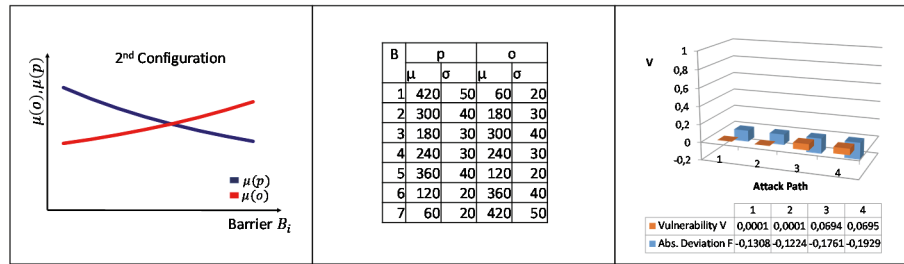 2nd Configuration
μ(o), μ(p)
μ(p)
μ(o)
Barrier Bᵢ
B p o
μ σ μ σ
1 420 50 60 20
2 300 40 180 30
3 180 30 300 40
4 240 30 240 30
5 360 40 120 20
6 120 20 360 40
7 60 20 420 50
V
1
0,8
0,6
0,4
0,2
0
-0,2
1 2 3 4
Attack Path
1 2 3 4
Vulnerability V 0,0001 0,0001 0,0694 0,0695
Abs. Deviation F -0,1308 -0,1224 -0,1761 -0,1929